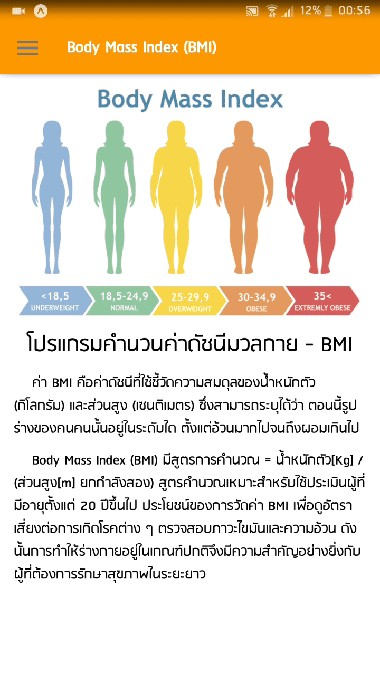 12% 00:56
Body Mass Index (BMI)
Body Mass Index
<18,5 18,5-24,9 25-29,9 30-34,9 35<
UNDERWEIGHT NORMAL OVERWEIGHT OBESE EXTREMLY OBESE
โปรแกรมคำนวนค่าดัชนีมวลกาย - BMI
ค่า BMI คือค่าดัชนีที่ใช้ชี้วัดความสมดุลของน้ำหนักตัว
(กิโลกรัม) และส่วนสูง (เซนติเมตร) ซึ่งสามารถระบุได้ว่า ตอนนี้รูป
ร่างของคนคนนั้นอยู่ในระดับใด ตั้งแต่อ้วนมากไปจนถึงผอมเกินไป
Body Mass Index (BMI) มีสูตรการคำนวณ = น้ำหนักตัว[Kg] /
(ส่วนสูง[m] ยกกำลังสอง) สูตรคำนวณเหมาะสำหรับใช้ประเมินผู้ที่
มีอายุตั้งแต่ 20 ปีขึ้นไป ประโยชน์ของการวัดค่า BMI เพื่อดูอัตรา
เสี่ยงต่อการเกิดโรคต่าง ๆ ตรวจสอบภาวะไขมันและความอ้วน ดัง
นั้นการทำให้ร่างกายอยู่ในเกณฑ์ปกติจึงมีความสำคัญอย่างยิ่งกับ
ผู้ที่ต้องการรักษาสุขภาพในระยะยาว